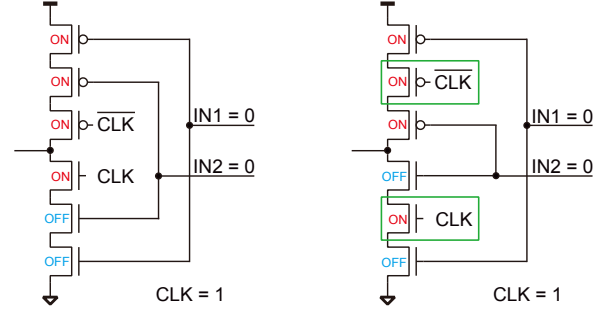 ON
ON
ON
CLK
IN1 = 0
ON
CLK
IN2 = 0
OFF
OFF
CLK = 1
ON
ON
CLK
ON
IN1 = 0
OFF
IN2 = 0
ON
CLK
OFF
CLK = 1